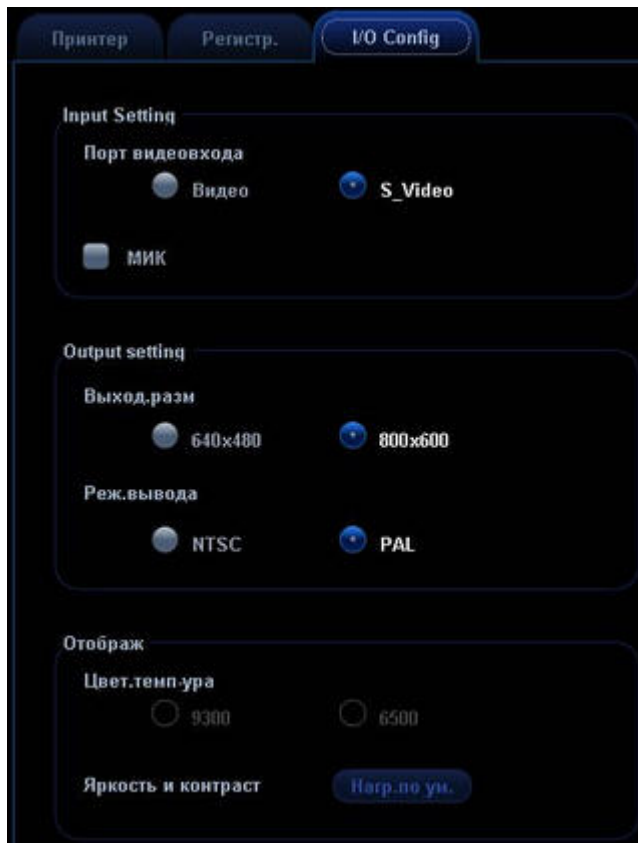 Принтер Регистр. I/O Config
Input Setting
Порт видеовхода
Видео S_Video
МИК
Output setting
Выход.разм
640x480 800x600
Реж.вывода
NTSC PAL
Отображ
Цвет.темп-ура
9300 6500
Яркость и контраст Нагр.по ум.